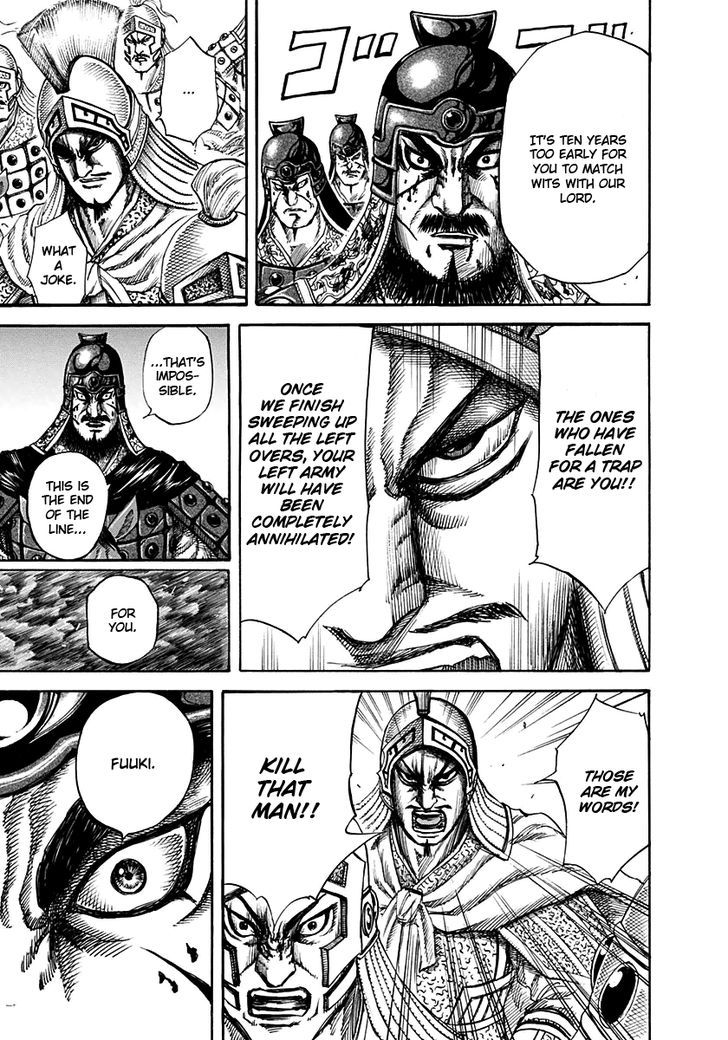 ゴゴ
IT'S TEN YEARS
TOO EARLY FOR
YOU TO MATCH
WITS WITH OUR
LORD.
...
WHAT
A
JOKE.
THE ONES
WHO HAVE
FALLEN
FOR A TRAP
ARE YOU!!
ONCE
WE FINISH
SWEEPING UP
ALL THE LEFT
OVERS, YOUR
LEFT ARMY
WILL HAVE
BEEN
COMPLETELY
ANNIHILATED!
...THAT'S
IMPOS-
SIBLE.
THIS IS
THE END
OF THE
LINE...
FOR
YOU.
THOSE
ARE MY
WORDS!
KILL
THAT
MAN!!
FUUKI.